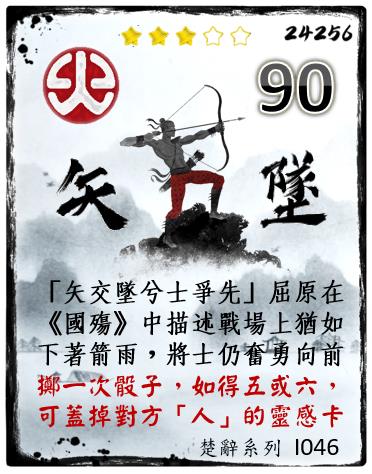 24256
火
90
矢 墜
「矢交墜兮士爭先」屈原在
《國殤》中描述戰場上猶如
下著箭雨，將士仍奮勇向前
擲一次骰子，如得五或六，
可蓋掉對方「人」的靈感卡
楚辭系列 I046